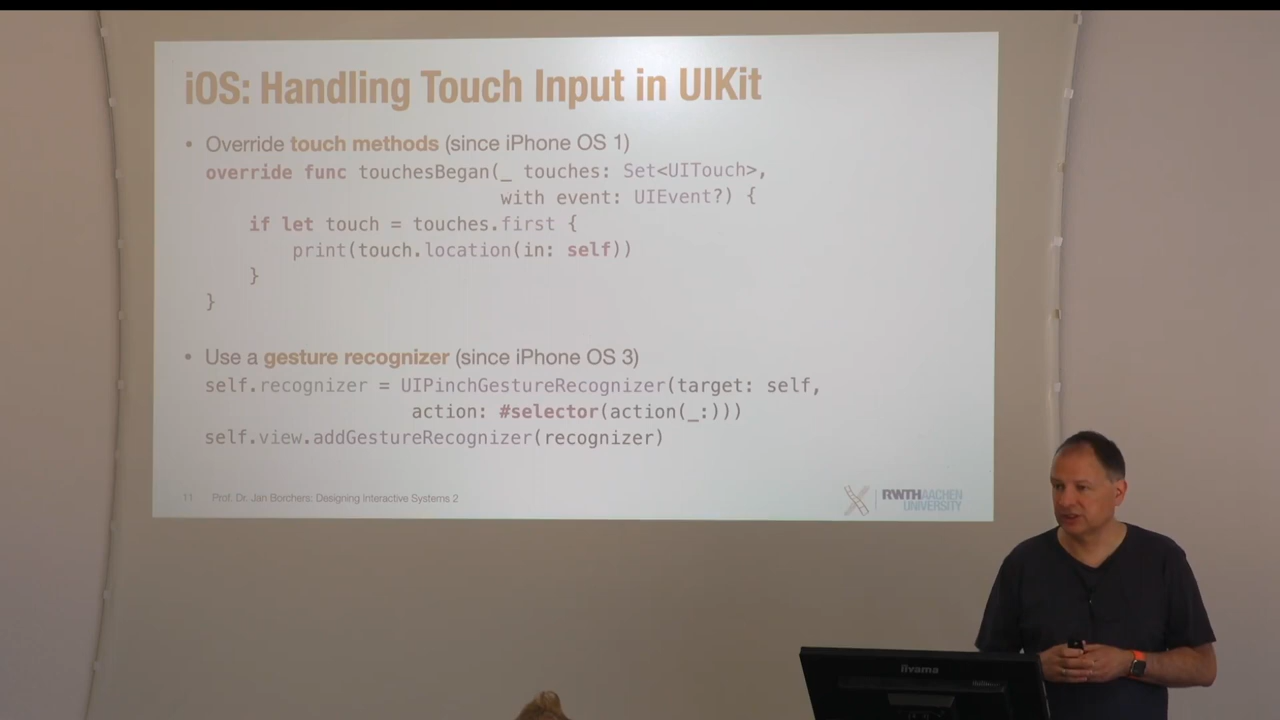 iOS: Handling Touch Input in UIKit
• Override touch methods (since iPhone OS 1)
override func touchesBegan(_ touches: Set<UITouch>,
with event: UIEvent?) {
if let touch = touches.first {
print(touch.location(in: self))
}
}
• Use a gesture recognizer (since iPhone OS 3)
self.recognizer = UIPinchGestureRecognizer(target: self,
action: #selector(action(_:)))
self.view.addGestureRecognizer(recognizer)
11 Prof. Dr. Jan Borchers: Designing Interactive Systems 2
RWTHAACHEN
UNIVERSITY
iiyama